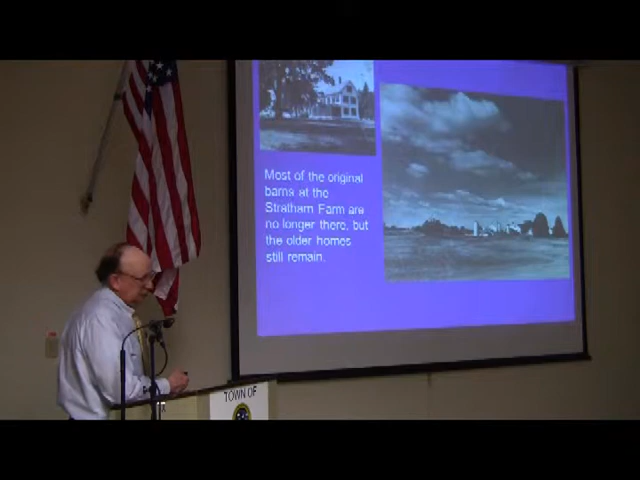 Most of the original
barns at the
Stratham Farm are
no longer there, but
the older homes
still remain.
TOWN OF